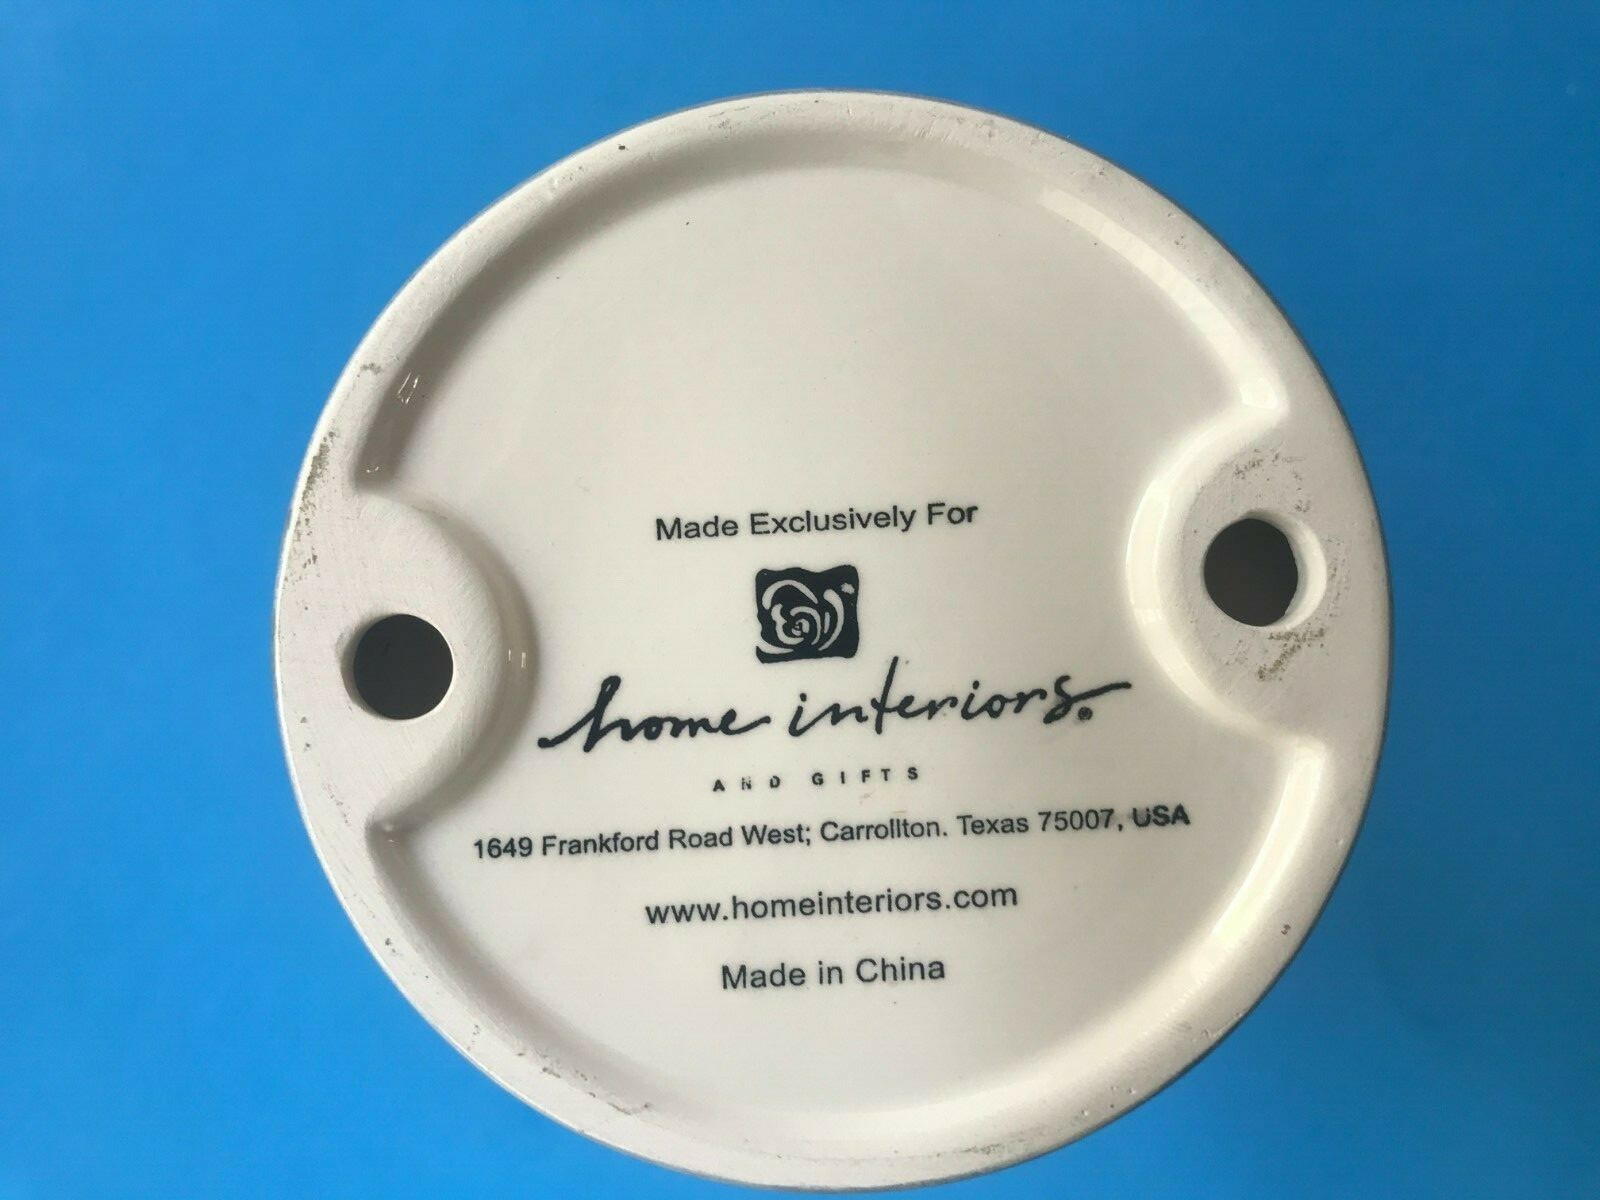 Made Exclusively For
home interiors®
AND GIFTS
1649 Frankford Road West; Carrollton. Texas 75007, USA
www.homeinteriors.com
Made in China